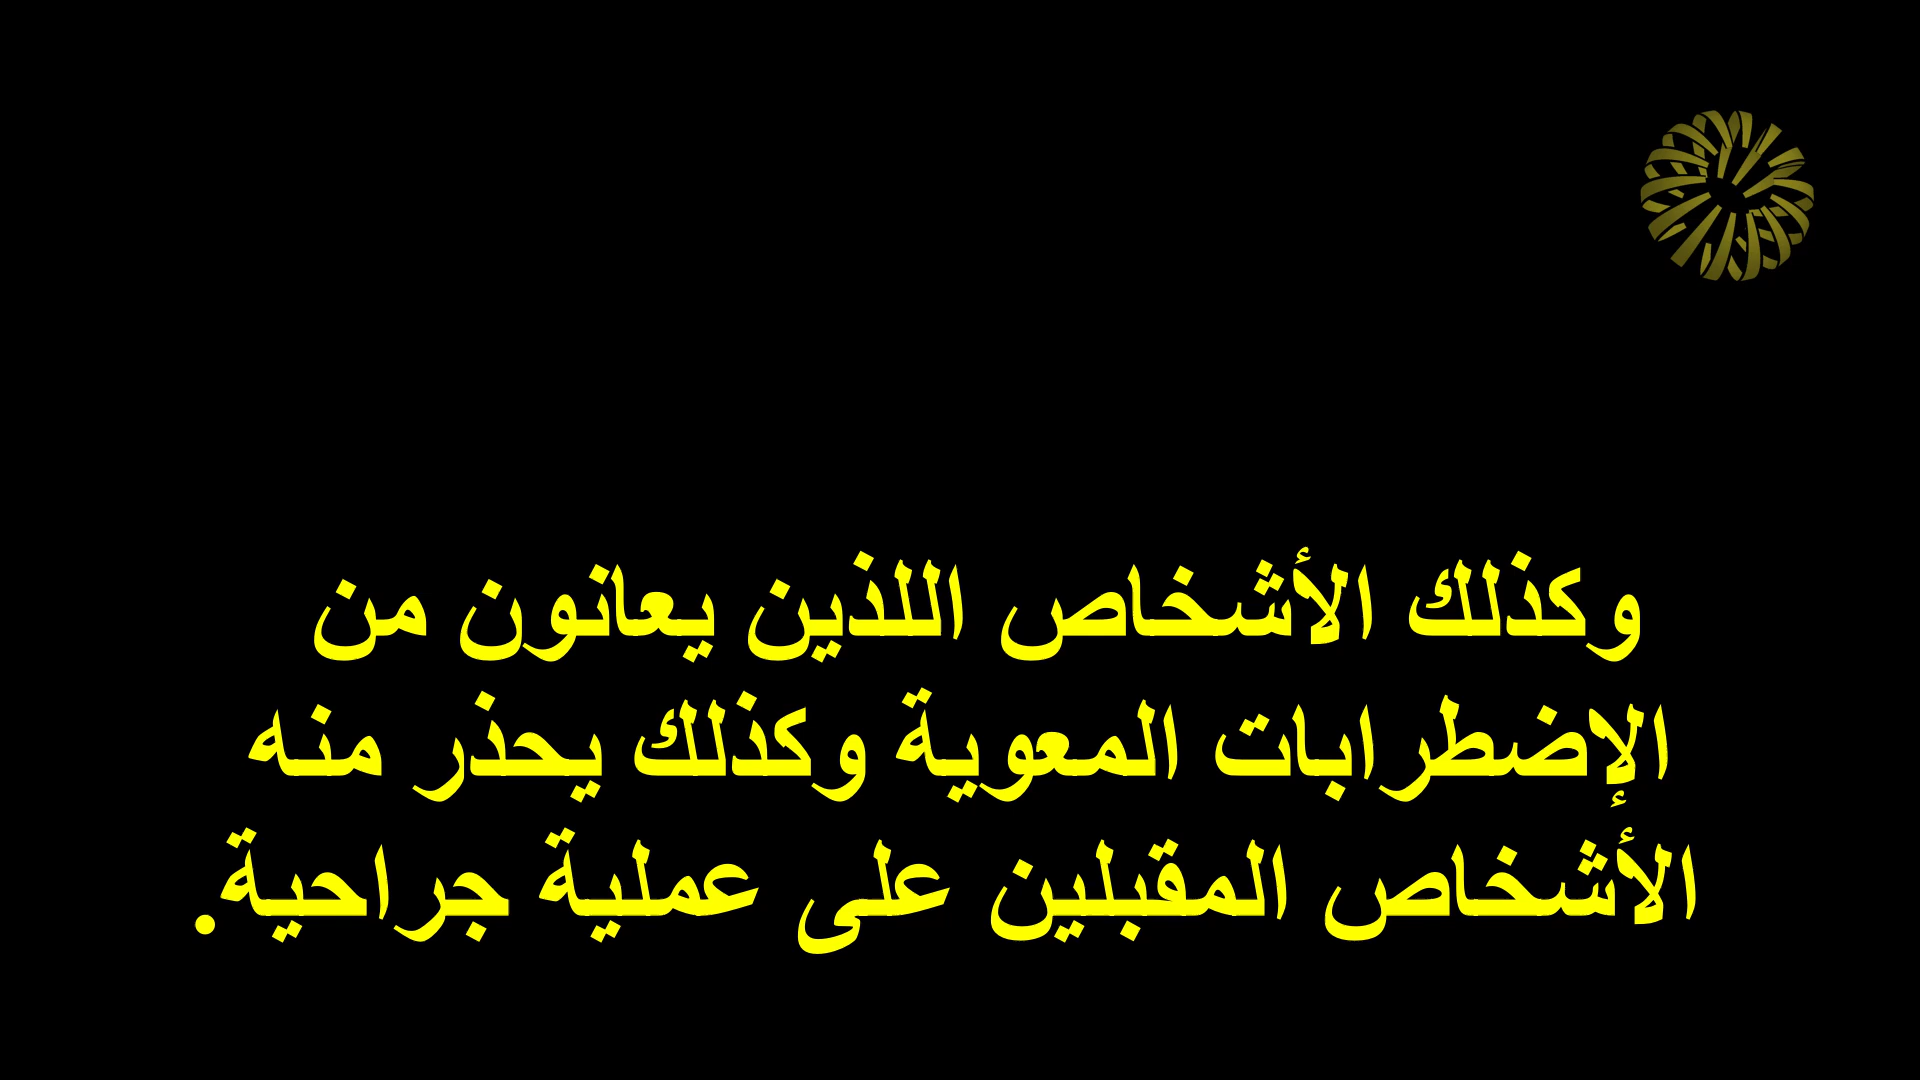 وكذلك الأشخاص اللذين يعانون من
الإضطرابات المعوية وكذلك يحذر منه
الأشخاص المقبلين على عملية جراحية.